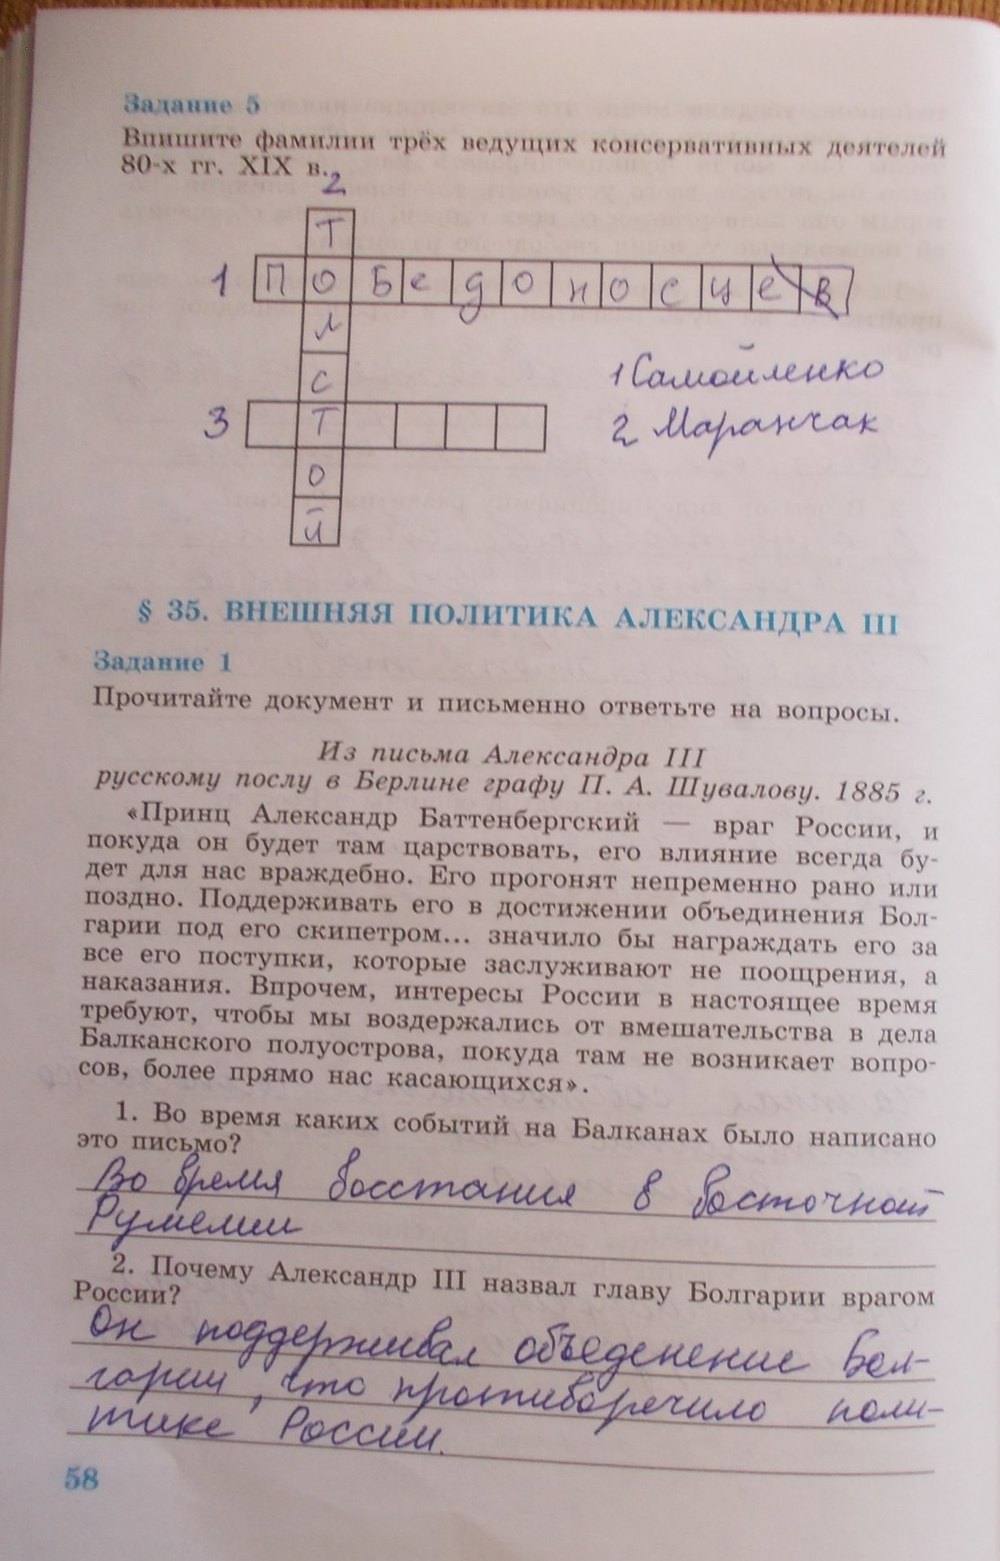 Задание 5
Впишите фамилии трёх ведущих консервативных деятелей
80-х гг. XIX в.
2
Т
1 Победоносцев
Л
С
1 Самойленко
3 Т
2 Маранчак
О
Й
§ 35. ВНЕШНЯЯ ПОЛИТИКА АЛЕКСАНДРА III
Задание 1
Прочитайте документ и письменно ответьте на вопросы.
Из письма Александра III
русскому послу в Берлине графу П. А. Шувалову. 1885 г.
«Принц Александр Баттенбергский — враг России, и
покуда он будет там царствовать, его влияние всегда бу-
дет для нас враждебно. Его прогонят непременно рано или
поздно. Поддерживать его в достижении объединения Бол-
гарии под его скипетром... значило бы награждать его за
все его поступки, которые заслуживают не поощрения, а
наказания. Впрочем, интересы России в настоящее время
требуют, чтобы мы воздержались от вмешательства в дела
Балканского полуострова, покуда там не возникает вопро-
сов, более прямо нас касающихся».
1. Во время каких событий на Балканах было написано
это письмо?
Во время восстания в Восточной
Румелии
2. Почему Александр III назвал главу Болгарии врагом
России?
Он поддерживал объеденение Бол-
гарии, что противоречило поли-
тике России.
58